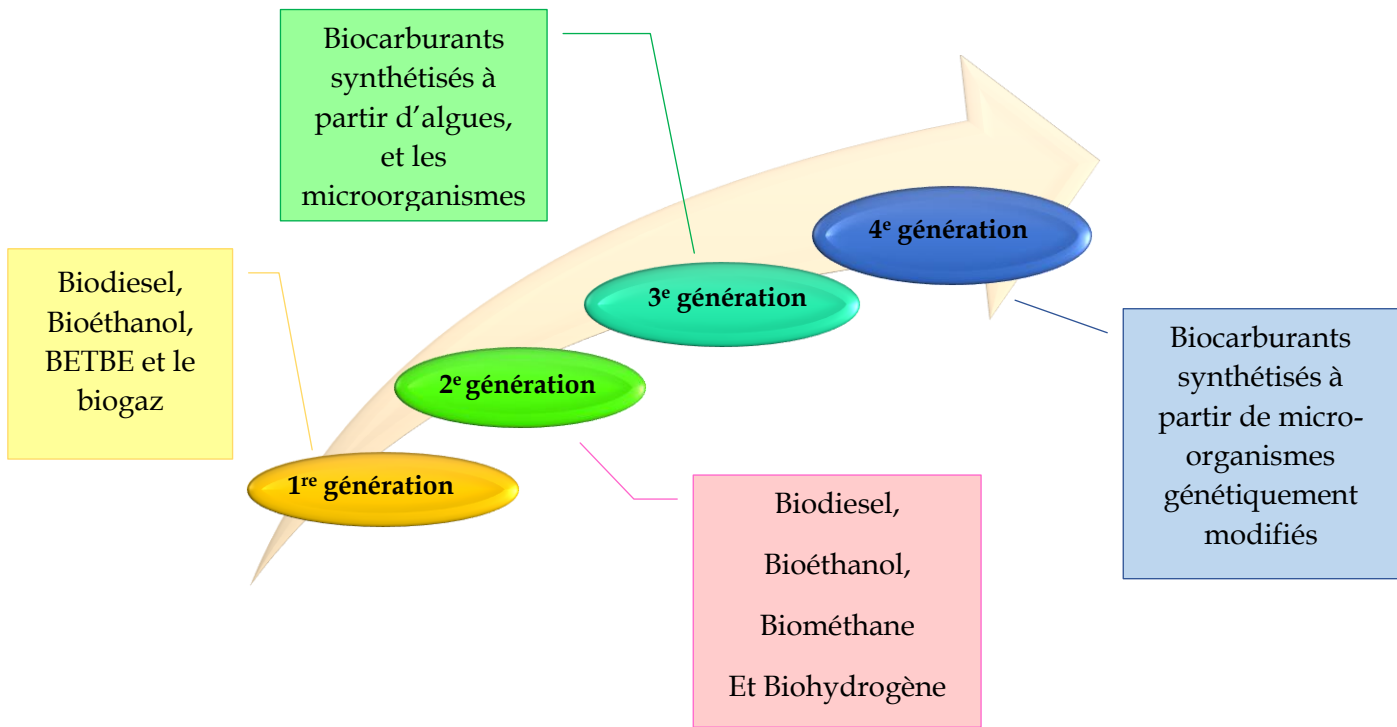 Biocarburants
synthétisés à
partir d’algues,
et les
microorganismes
4e génération
Biodiesel,
Bioéthanol,
BETBE et le
biogaz
3e génération
2e génération
1re génération
Biocarburants
synthétisés à
partir de micro-
organismes
génétiquement
modifiés
Biodiesel,
Bioéthanol,
Biométhane
Et Biohydrogène